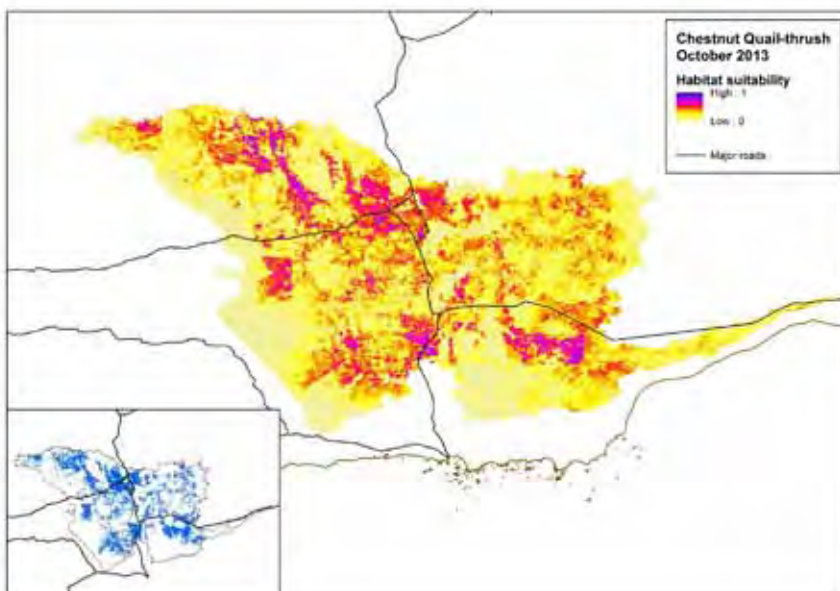 Chestnut Quail-thrush
October 2013
Habitat suitability
High : 1
Low : 0
Major roads